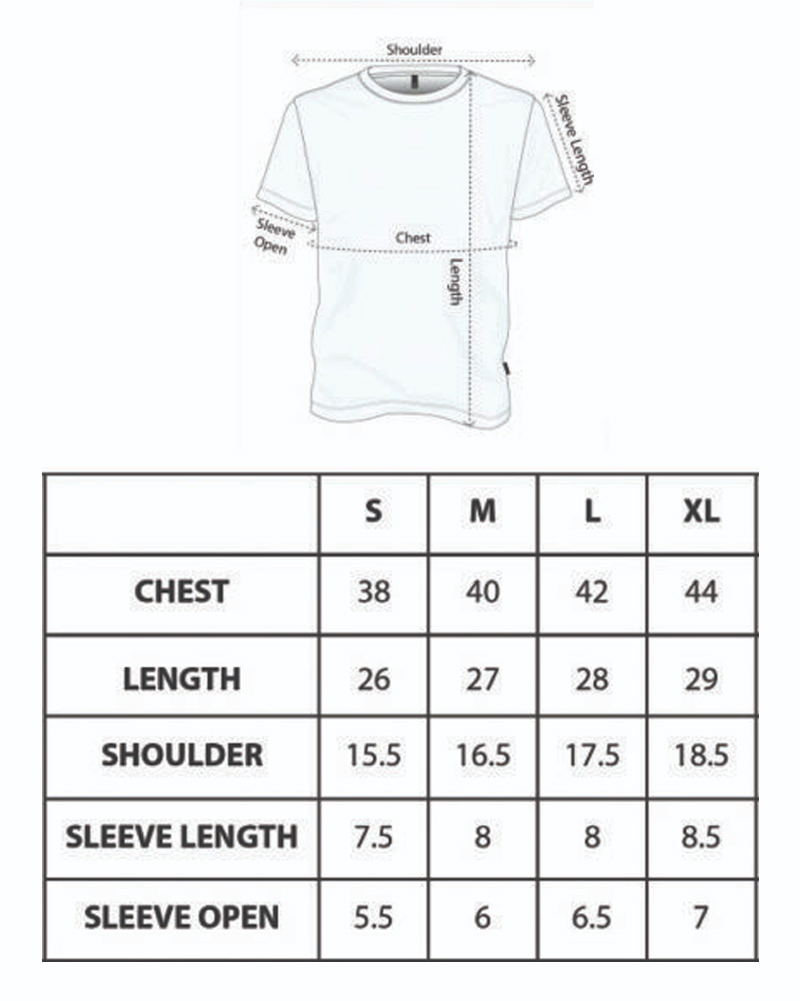 Shoulder
Sleeve Length
Sleeve
Open
Chest
Length
S M L XL
CHEST 38 40 42 44
LENGTH 26 27 28 29
SHOULDER 15.5 16.5 17.5 18.5
SLEEVE LENGTH 7.5 8 8 8.5
SLEEVE OPEN 5.5 6 6.5 7